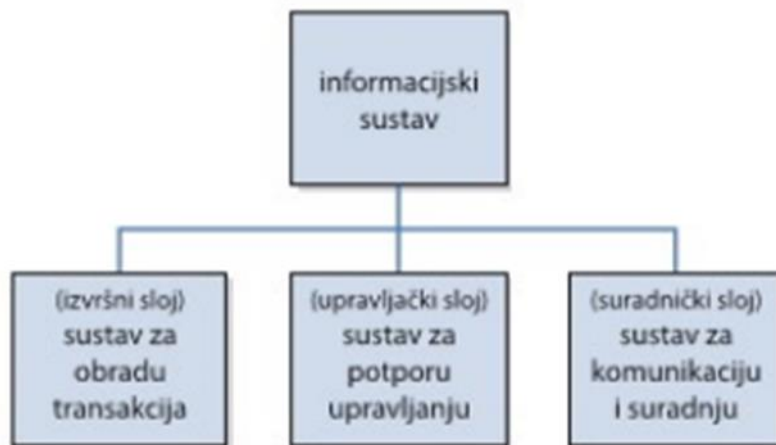 informacijski
sustav
(izvršni sloj)
sustav za
obradu
transakcija
(upravljački sloj)
sustav za
potporu
upravljanju
(suradnički sloj)
sustav za
komunikaciju
i suradnju